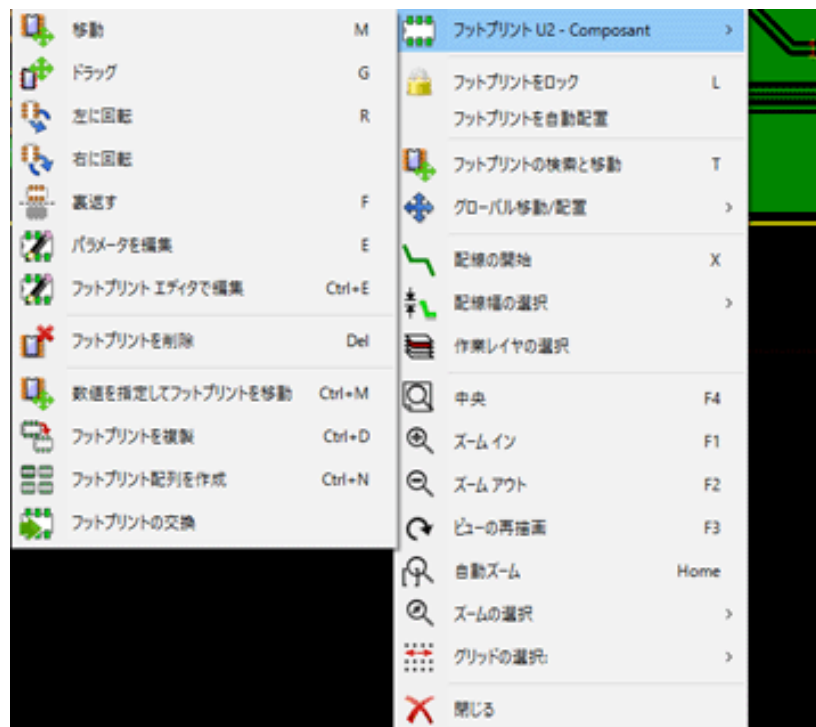 移動 M
ドラッグ G
左に回転 R
右に回転
裏返す F
パラメータを編集 E
フットプリント エディタで編集 Ctrl+E
フットプリントを削除 Del
数値を指定してフットプリントを移動 Ctrl+M
フットプリントを複製 Ctrl+D
フットプリント配列を作成 Ctrl+N
フットプリントの交換
フットプリント U2 - Composant
フットプリントをロック L
フットプリントを自動配置
フットプリントの検索と移動 T
グローバル移動/配置
配線の開始 X
配線幅の選択
作業レイヤの選択
中央 F4
ズーム イン F1
ズーム アウト F2
ビューの再描画 F3
自動ズーム Home
ズームの選択
グリッドの選択:
閉じる